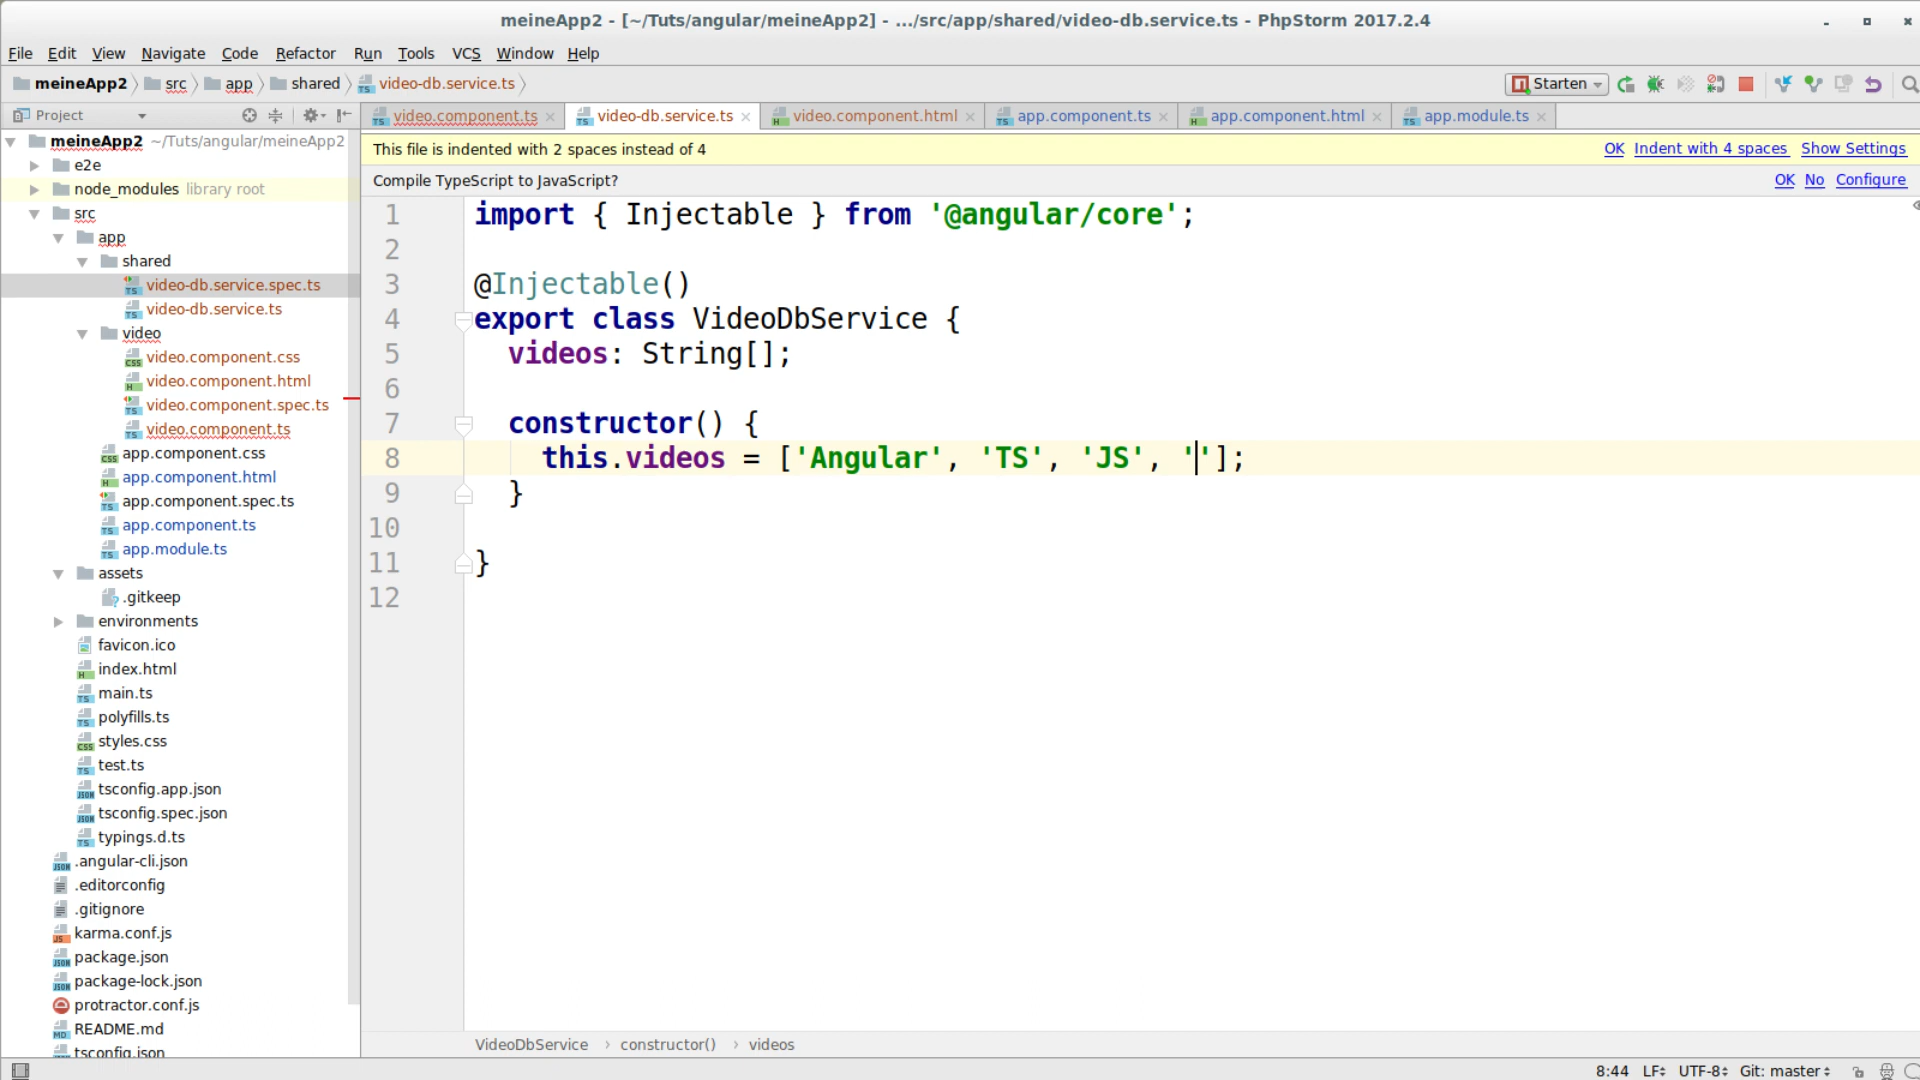 meineApp2 - [~/Tuts/angular/meineApp2] - .../src/app/shared/video-db.service.ts - PhpStorm 2017.2.4
File Edit View Navigate Code Refactor Run Tools VCS Window Help
meineApp2 src app shared video-db.service.ts Starten
Project video.component.ts video-db.service.ts video.component.html app.component.ts app.component.html app.module.ts
This file is indented with 2 spaces instead of 4 OK Indent with 4 spaces Show Settings
Compile TypeScript to JavaScript? OK No Configure
meineApp2 ~/Tuts/angular/meineApp2
e2e
node_modules library root
src
app
shared
video-db.service.spec.ts
video-db.service.ts
video
video.component.css
video.component.html
video.component.spec.ts
video.component.ts
app.component.css
app.component.html
app.component.spec.ts
app.component.ts
app.module.ts
assets
.gitkeep
environments
favicon.ico
index.html
main.ts
polyfills.ts
styles.css
test.ts
tsconfig.app.json
tsconfig.spec.json
typings.d.ts
.angular-cli.json
.editorconfig
.gitignore
karma.conf.js
package.json
package-lock.json
protractor.conf.js
README.md
tsconfig.json
1 import { Injectable } from '@angular/core';
2
3 @Injectable()
4 export class VideoDbService {
5 videos: String[];
6
7 constructor() {
8 this.videos = ['Angular', 'TS', 'JS', ''];
9 }
10
11 }
12
VideoDbService › constructor() › videos
8:44 LF UTF-8 Git: master